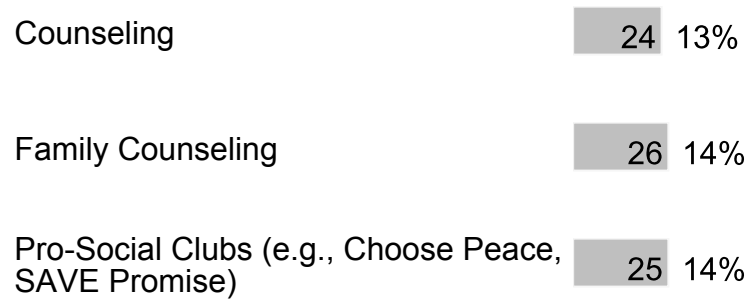 Counseling 24 13%
Family Counseling 26 14%
Pro-Social Clubs (e.g., Choose Peace,
SAVE Promise) 25 14%